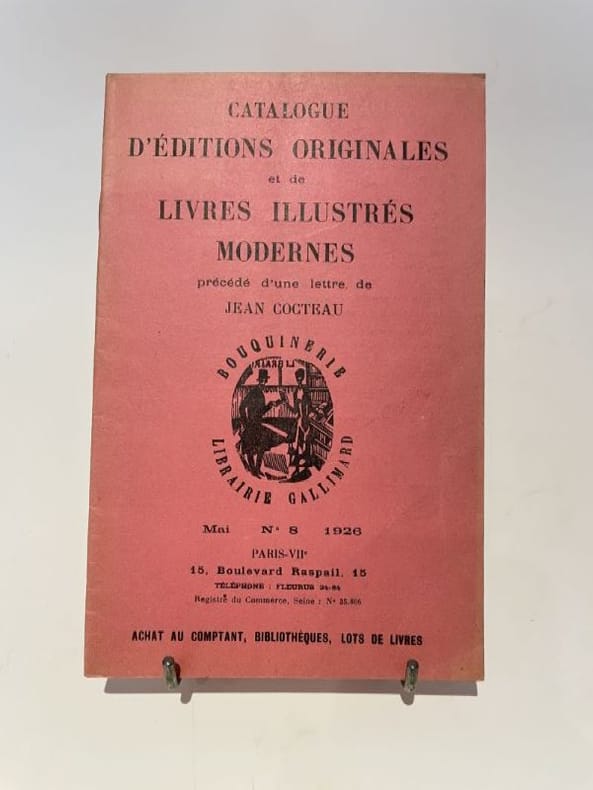 CATALOGUE
D'ÉDITIONS ORIGINALES
et de
LIVRES ILLUSTRÉS
MODERNES
précédé d'une lettre de
JEAN COCTEAU
BOUQUINERIE
LIBRAIRIE GALLIMARD
Mai N° 8 1926
PARIS-VIIe
15, Boulevard Raspail, 15
TÉLÉPHONE : FLEURUS
Registre du Commerce, Seine : N° 35.806
ACHAT AU COMPTANT, BIBLIOTHÈQUES, LOTS DE LIVRES